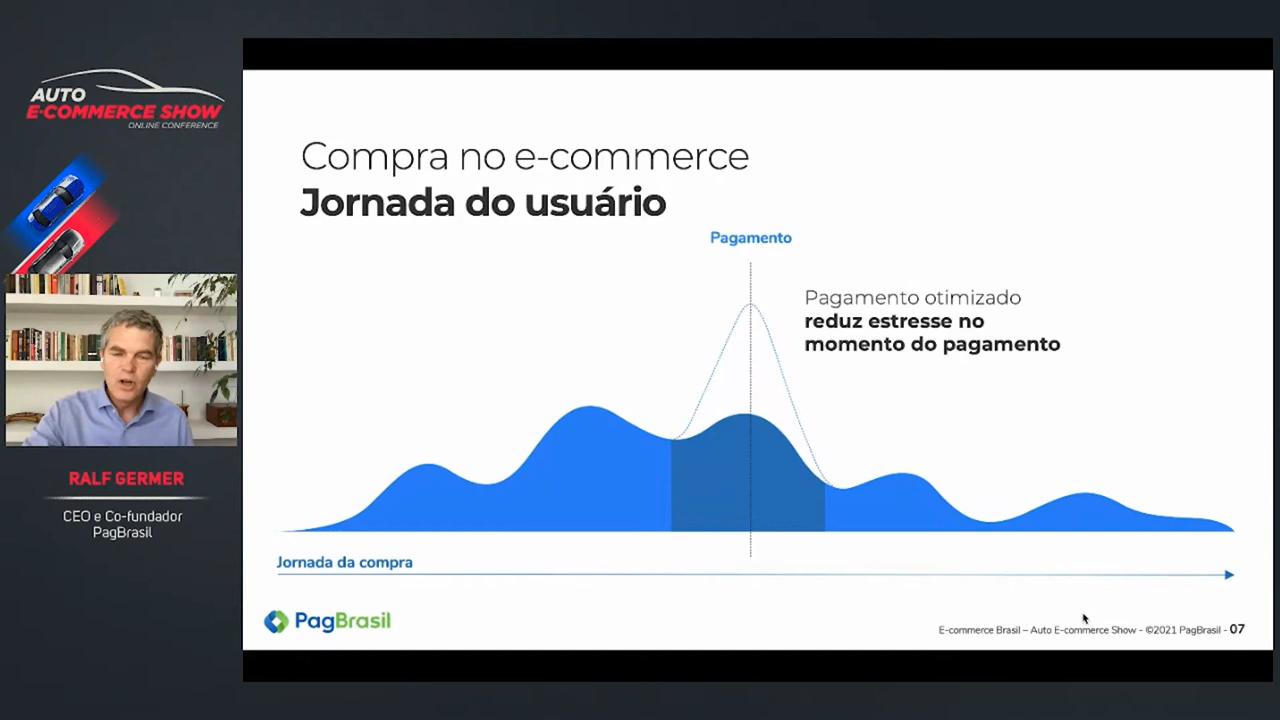 AUTO
E-COMMERCE SHOW
ONLINE CONFERENCE
RALF GERMER
CEO e Co-fundador
PagBrasil
Compra no e-commerce
Jornada do usuário
Pagamento
Pagamento otimizado
reduz estresse no
momento do pagamento
Jornada da compra
PagBrasil
E-commerce Brasil – Auto E-commerce Show - ©2021 PagBrasil - 07